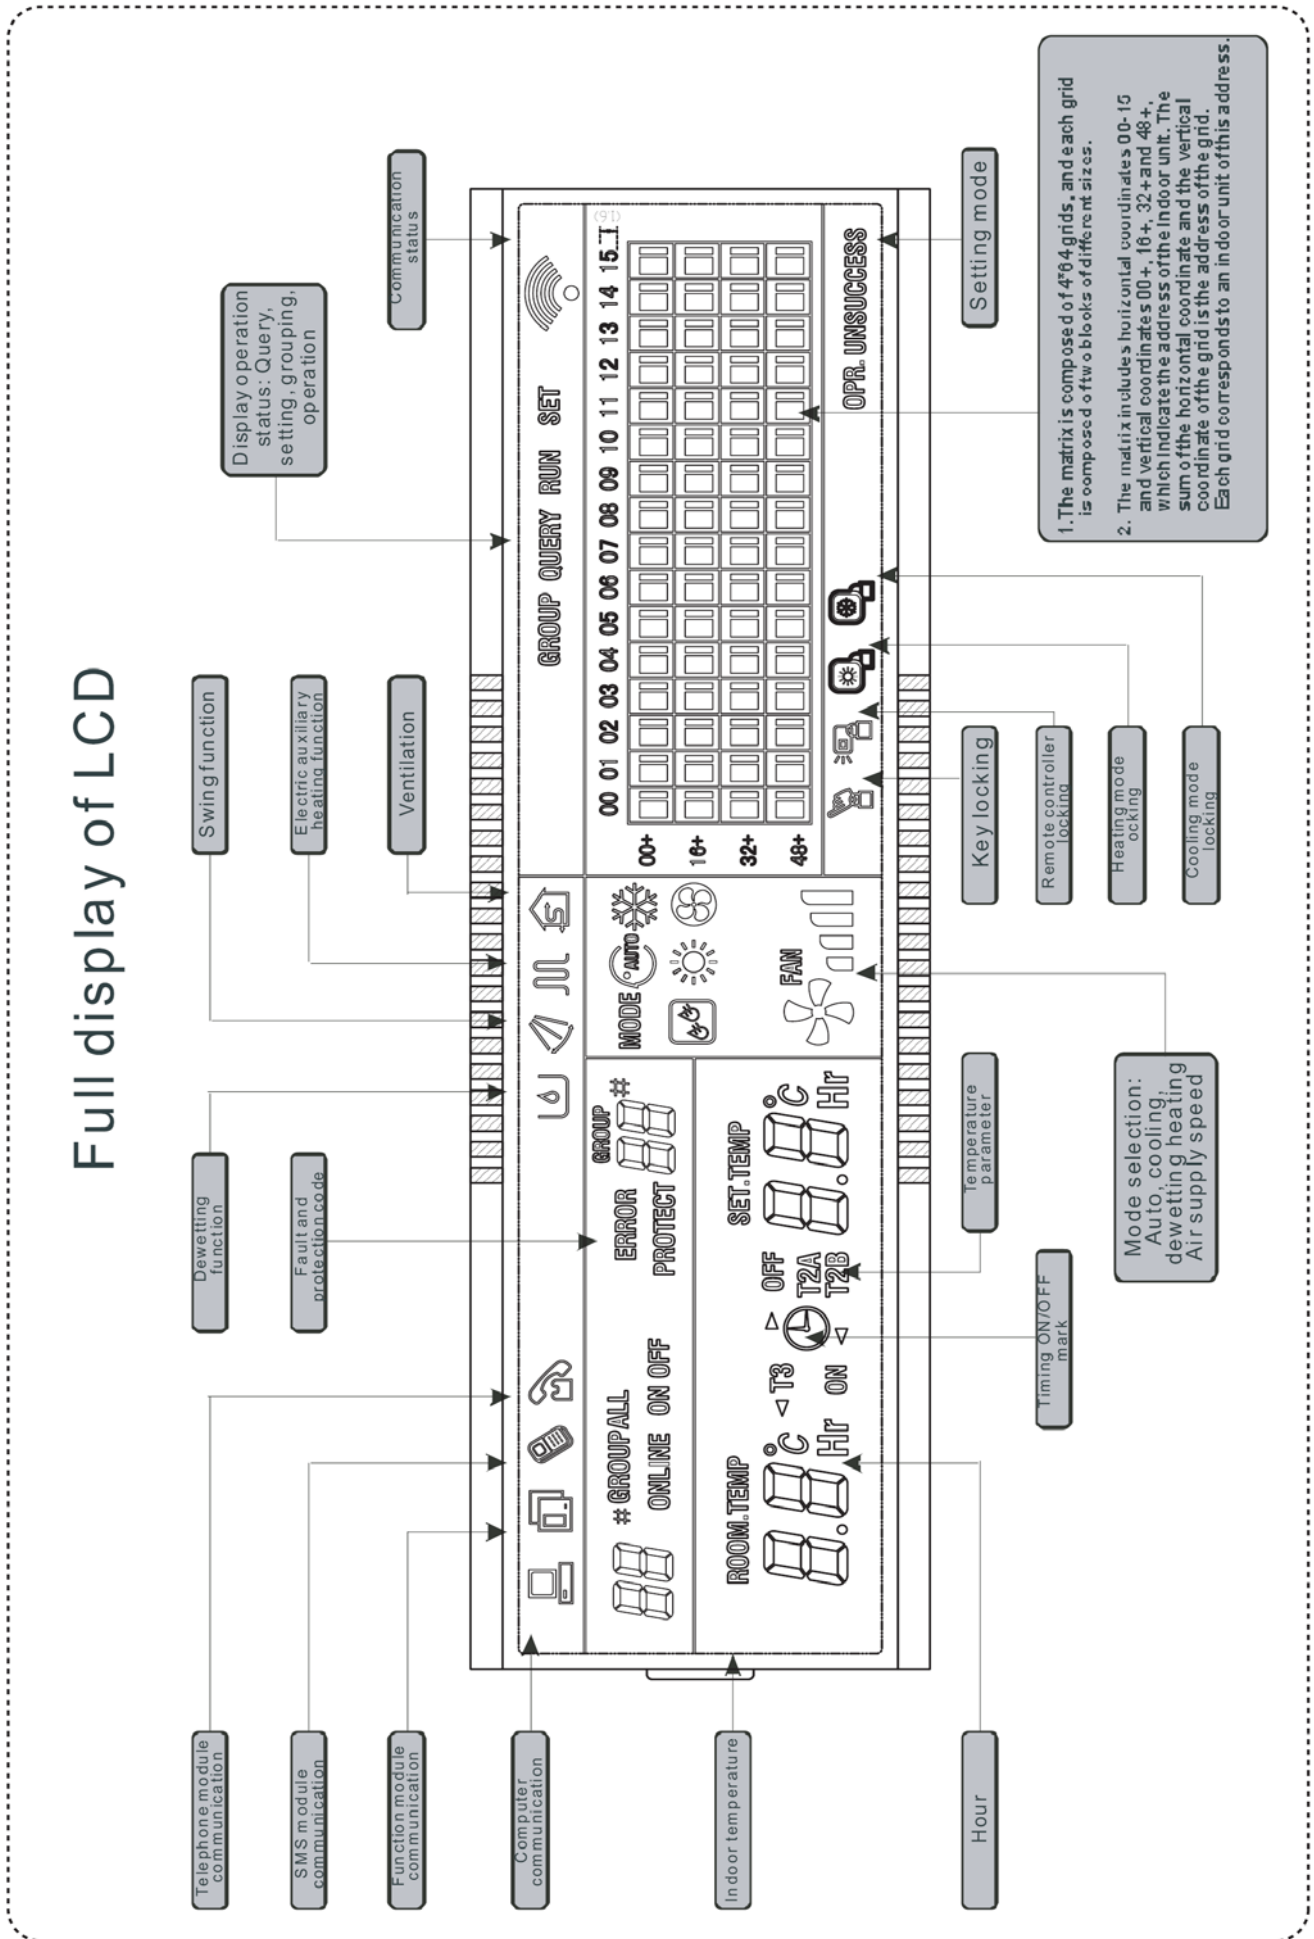 Full display of LCD
Telephone module
communication
SMS module
communication
Function module
communication
Computer
communication
Indoor temperature
Hour
Dewetting
function
Fault and
protection code
Swing function
Electric auxiliary
heating function
Ventilation
Display operation
status: Query,
setting, grouping,
operation
Communication
status
# GROUP ALL
ONLINE ON OFF
GROUP
#
ERROR
PROTECT
MODE
AUTO
FAN
ROOM.TEMP
°C
Hr
T3
ON
OFF
T2A
T2B
SET.TEMP
°C
Hr
GROUP QUERY RUN SET
00 01 02 03 04 05 06 07 08 09 10 11 12 13 14 15
(16)
00+
16+
32+
48+
OPR. UNSUCCESS
Timing ON/OFF
mark
Temperature
parameter
Mode selection:
Auto, cooling,
dewetting heating
Air supply speed
Key locking
Remote controller
locking
Heating mode
ocking
Cooling mode
locking
Setting mode
1.The matrix is composed of 4*64 grids, and each grid
is composed of two blooks of different sizes.
2. The matrix includes horizontal coordinates 00-15
and vertical coordinates 00+, 16+, 32+and 48+,
which indicate the address of the indoor unit. The
sum of the horizontal coordinate and the vertical
coordinate of the grid is the address of the grid.
Each grid corresponds to an indoor unit of this address.